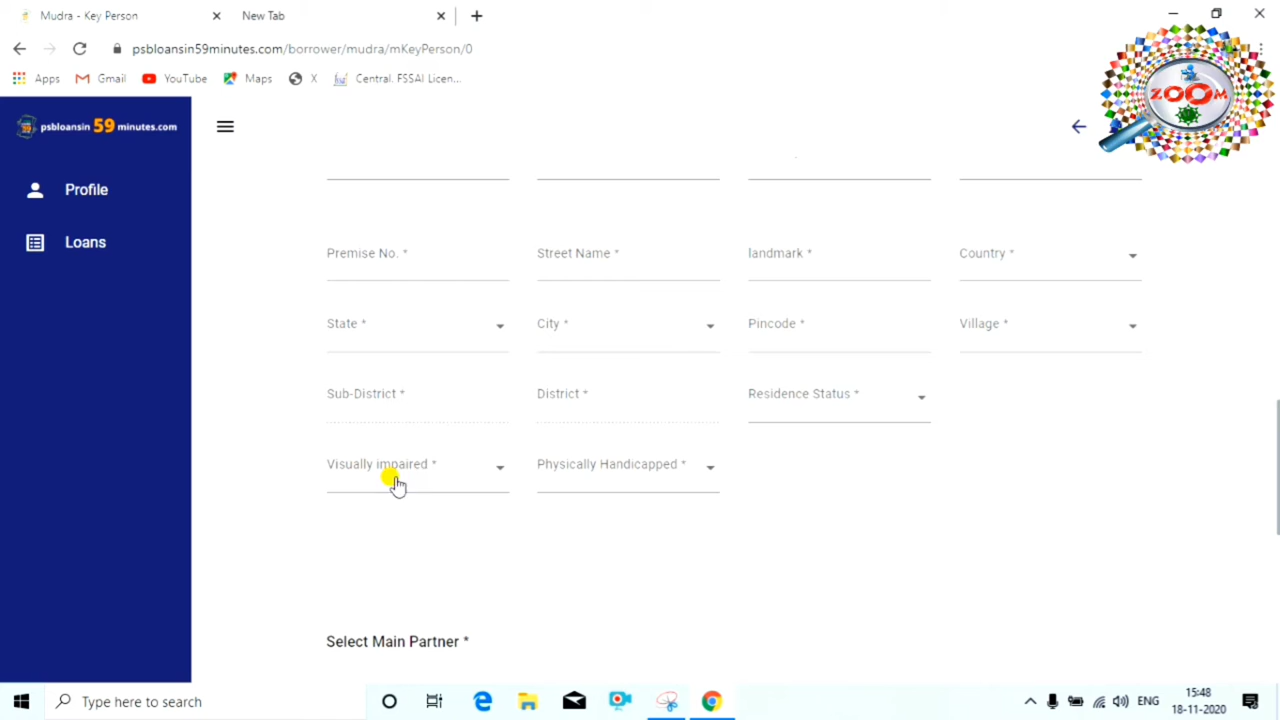 Mudra - Key Person
New Tab
psbloansin59minutes.com/borrower/mudra/mKeyPerson/0
Apps
Gmail
YouTube
Maps
X
Central. FSSAI Licen...
psbloansin 59 minutes.com
ZOOM
Profile
Loans
Premise No. *
Street Name *
landmark *
Country *
State *
City *
Pincode *
Village *
Sub-District *
District *
Residence Status *
Visually impaired *
Physically Handicapped *
Select Main Partner *
Type here to search
ENG
15:48
18-11-2020